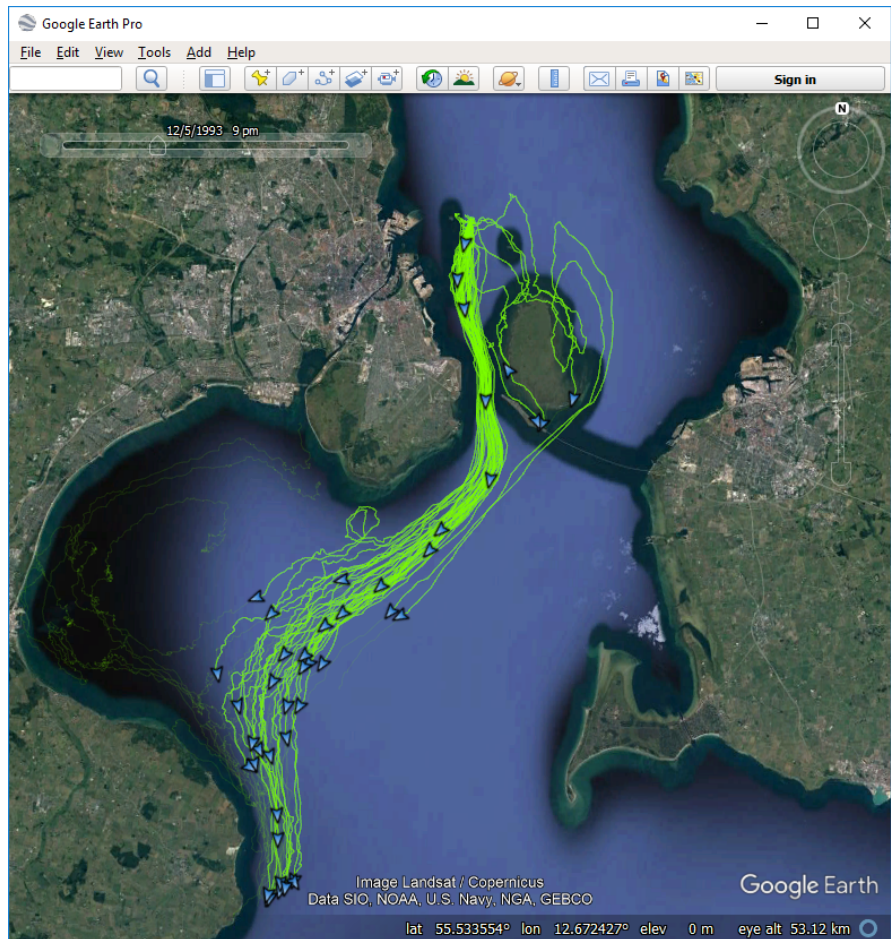 Google Earth Pro
File Edit View Tools Add Help
Sign in
12/5/1993 9 pm
N
Image Landsat / Copernicus
Data SIO, NOAA, U.S. Navy, NGA, GEBCO
Google Earth
lat 55.533554° lon 12.672427° elev 0 m eye alt 53.12 km